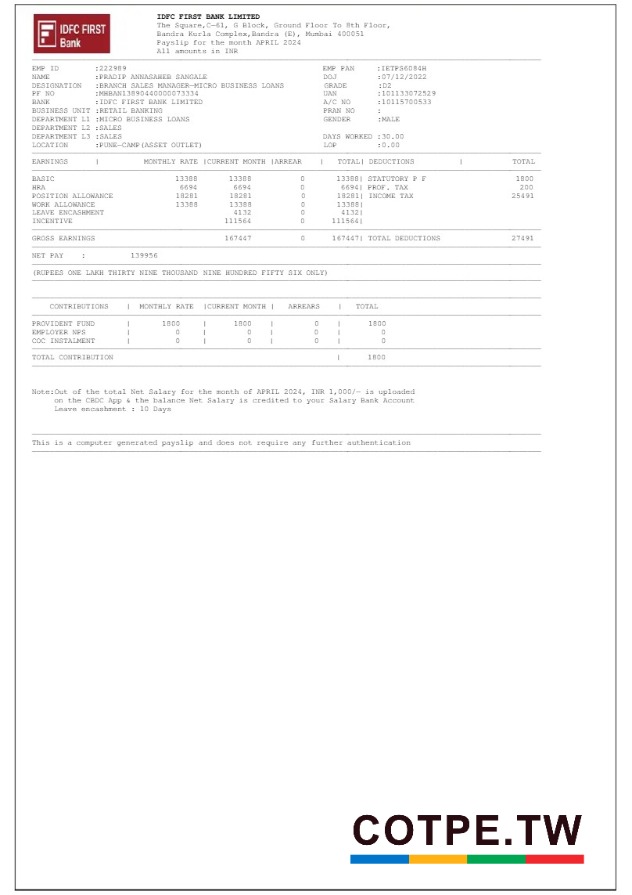 IDFC FIRST
Bank
IDFC FIRST BANK LIMITED
The Square,C-61, G Block, Ground Floor To 8th Floor,
Bandra Kurla Complex,Bandra (E), Mumbai 400051
Payslip for the month APRIL 2024
All amounts in INR
EMP ID :222989 EMP PAN :IETPS6084H
NAME :PRADIP ANNASAHEB SANGALE DOJ :07/12/2022
DESIGNATION :BRANCH SALES MANAGER-MICRO BUSINESS LOANS GRADE :D2
PF NO :MHBAN13890440000073334 UAN :101133072529
BANK :IDFC FIRST BANK LIMITED A/C NO :10115700533
BUSINESS UNIT :RETAIL BANKING PRAN NO :
DEPARTMENT L1 :MICRO BUSINESS LOANS GENDER :MALE
DEPARTMENT L2 :SALES
DEPARTMENT L3 :SALES DAYS WORKED :30.00
LOCATION :PUNE-CAMP(ASSET OUTLET) LOP :0.00
EARNINGS | MONTHLY RATE |CURRENT MONTH |ARREAR | TOTAL| DEDUCTIONS | TOTAL
BASIC 13388 13388 0 13388| STATUTORY P F 1800
HRA 6694 6694 0 6694| PROF. TAX 200
POSITION ALLOWANCE 18281 18281 0 18281| INCOME TAX 25491
WORK ALLOWANCE 13388 13388 0 13388|
LEAVE ENCASHMENT 4132 4132|
INCENTIVE 111564 0 111564|
GROSS EARNINGS 167447 0 167447| TOTAL DEDUCTIONS 27491
NET PAY : 139956
(RUPEES ONE LAKH THIRTY NINE THOUSAND NINE HUNDRED FIFTY SIX ONLY)
CONTRIBUTIONS | MONTHLY RATE |CURRENT MONTH | ARREARS | TOTAL
PROVIDENT FUND | 1800 | 1800 | 0 | 1800
EMPLOYER NPS | 0 | 0 | 0 | 0
COC INSTALMENT | 0 | 0 | 0 | 0
TOTAL CONTRIBUTION | 1800
Note:Out of the total Net Salary for the month of APRIL 2024, INR 1,000/- is uploaded
on the CBDC App & the balance Net Salary is credited to your Salary Bank Account
Leave encashment : 10 Days
This is a computer generated payslip and does not require any further authentication
COTPE.TW